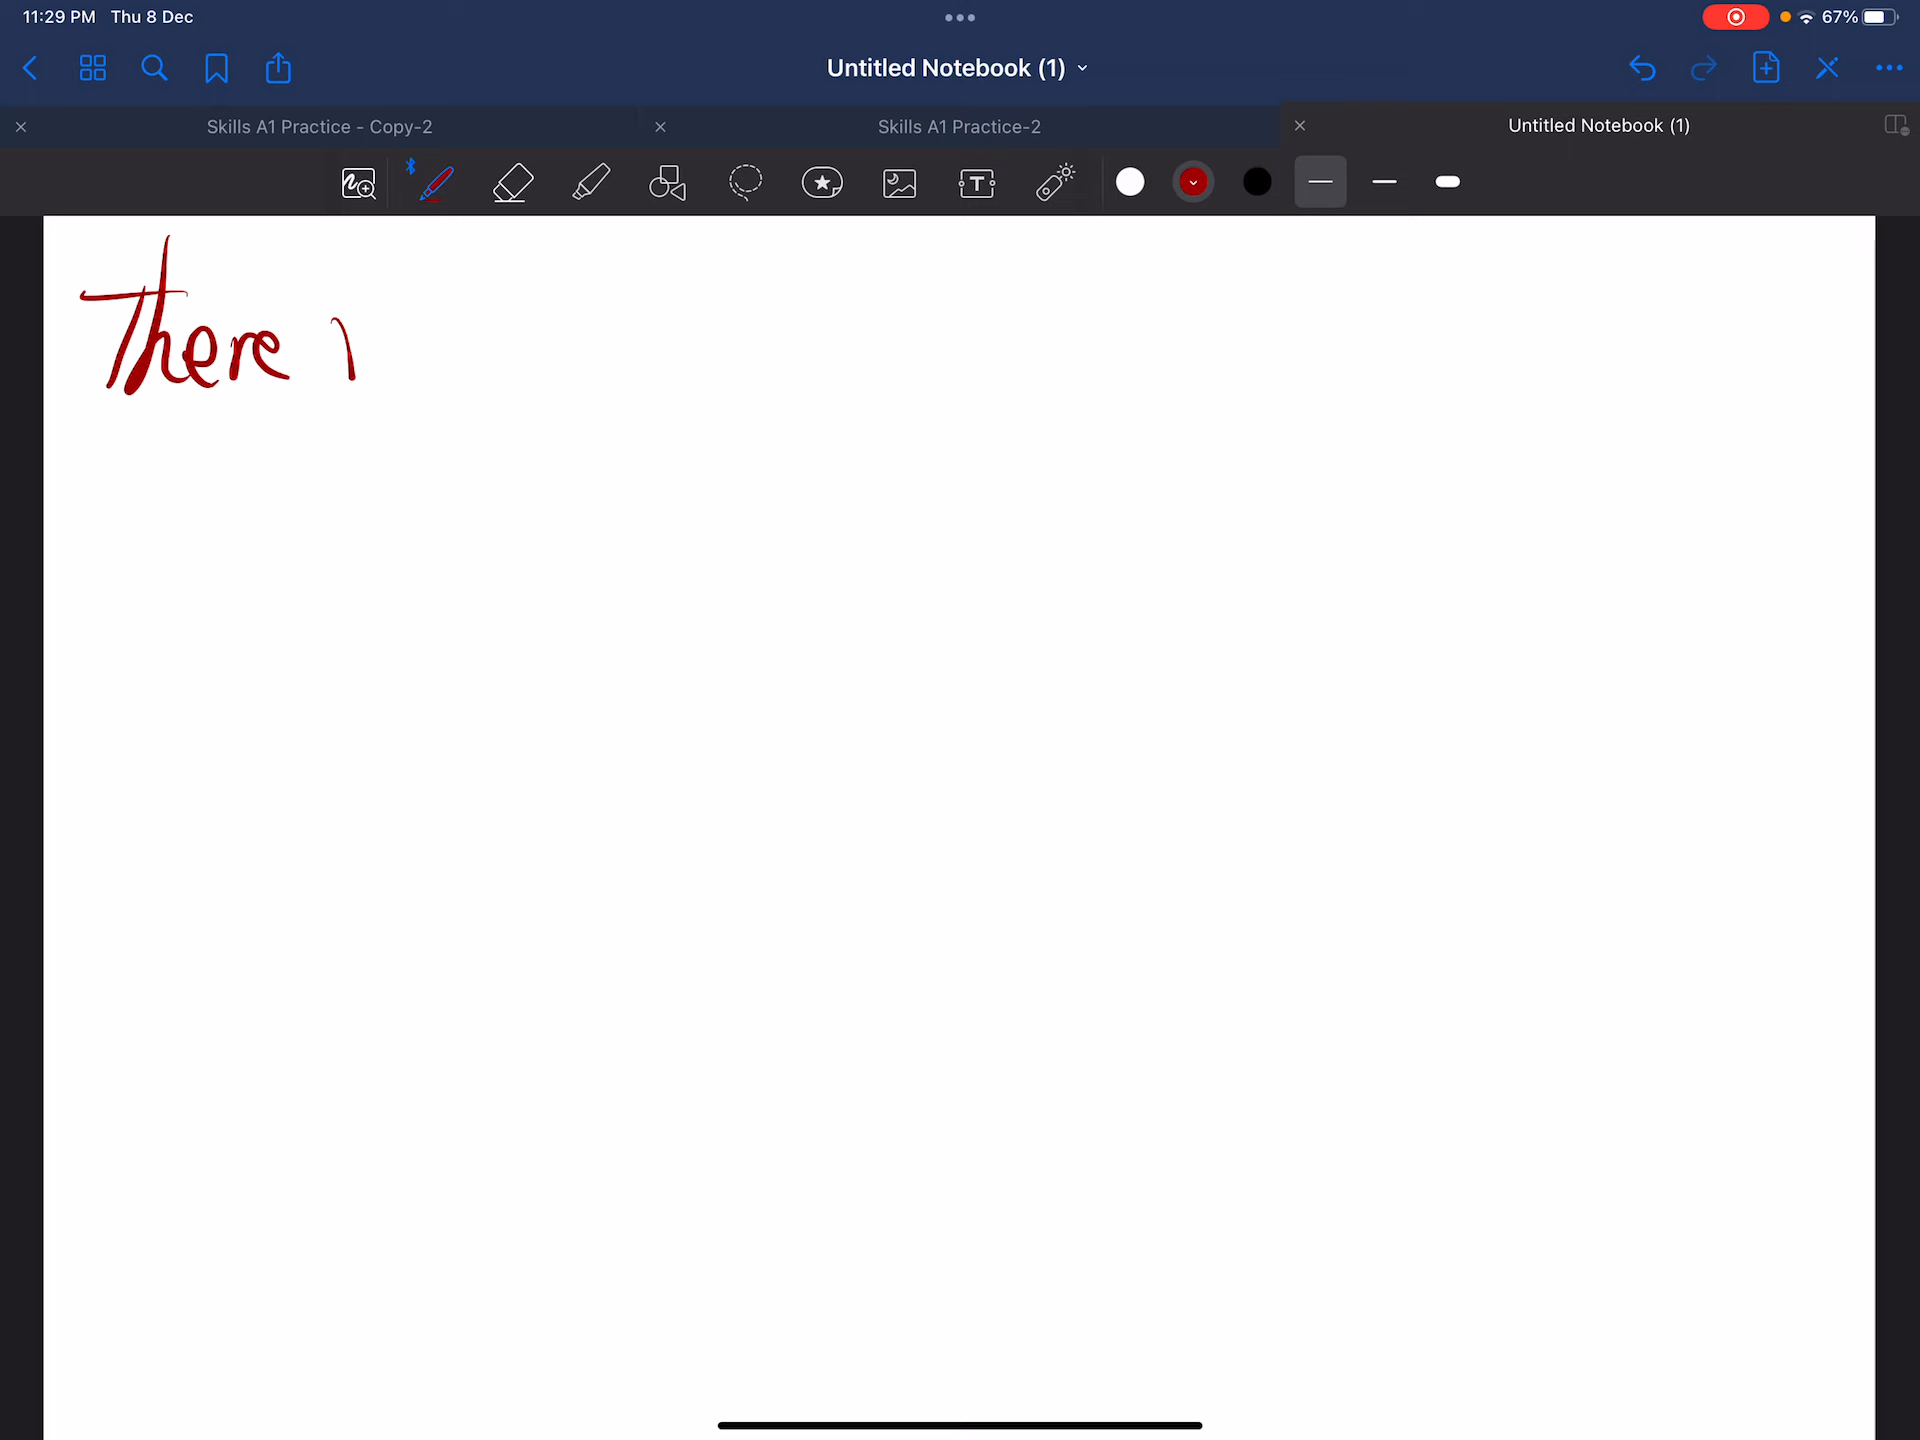 11:29 PM Thu 8 Dec 67%
Untitled Notebook (1)
Skills A1 Practice - Copy-2 Skills A1 Practice-2 Untitled Notebook (1)
T
There